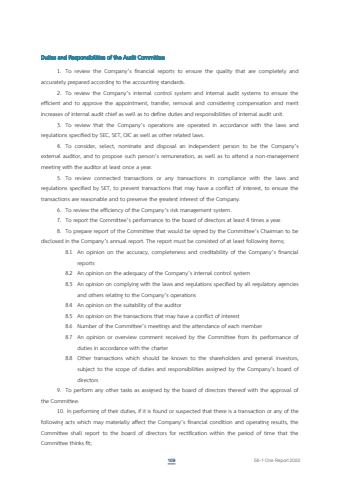 Duties and Responsibilities of the Audit Committee
1. To review the Company's financial reports to ensure the quality that are completely and
accurately prepared according to the accounting standards.
2. To review the Company's internal control system and internal audit systems to ensure the
efficient and to approve the appointment, transfer, removal and considering compensation and merit
increases of internal audit chief as well as to define duties and responsibilities of internal audit unit.
3. To review that the Company's operations are operated in accordance with the laws and
regulations specified by SEC, SET, OIC as well as other related laws.
4. To consider, select, nominate and disposal an independent person to be the Company's
external auditor, and to propose such person's remuneration, as well as to attend a non-management
meeting with the auditor at least once a year.
5. To review connected transactions or any transactions in compliance with the laws and
regulations specified by SET, to prevent transactions that may have a conflict of interest, to ensure the
transactions are reasonable and to preserve the greatest interest of the Company.
6. To review the efficiency of the Company's risk management system.
7. To report the Committee's performance to the board of directors at least 4 times a year.
8. To prepare report of the Committee that would be signed by the Committee's Chairman to be
disclosed in the Company's annual report. The report must be consisted of at least following items;
8.1 An opinion on the accuracy, completeness and creditability of the Company's financial
reports
8.2 An opinion on the adequacy of the Company's internal control system
8.3 An opinion on complying with the laws and regulations specified by all regulatory agencies
and others relating to the Company's operations
8.4 An opinion on the suitability of the auditor
8.5 An opinion on the transactions that may have a conflict of interest
8.6 Number of the Committee's meetings and the attendance of each member
8.7 An opinion or overview comment received by the Committee from its performance of
duties in accordance with the charter
8.8 Other transactions which should be known to the shareholders and general investors,
subject to the scope of duties and responsibilities assigned by the Company's board of
directors
9. To perform any other tasks as assigned by the board of directors thereof with the approval of
the Committee.
10. In performing of their duties, if it is found or suspected that there is a transaction or any of the
following acts which may materially affect the Company's financial condition and operating results, the
Committee shall report to the board of directors for rectification within the period of time that the
Committee thinks fit;
109
56-1 One-Report 2022